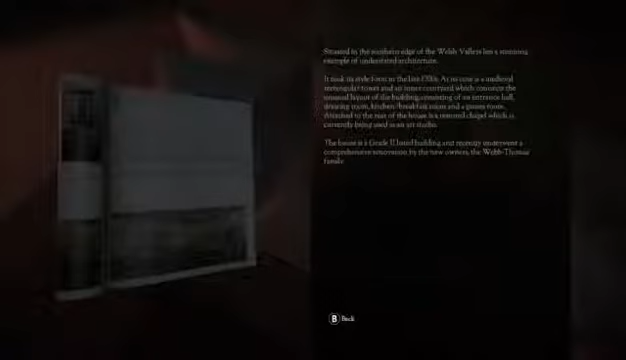 Situated in the southern edge of the Welsh Valleys lies a stunning
example of understated architecture.
It took its style form in the late 1700s. At its core is a medieval
rectangular tower and an inner courtyard which connects the
unusual layout of the building consisting of an entrance hall,
drawing room, kitchen/breakfast room and a games room.
Attached to the rear of the house is a restored chapel which is
currently being used as an art studio.
The house is a Grade II listed building and recently underwent a
comprehensive renovation by the new owners, the Webb-Thomas
family.
B Back